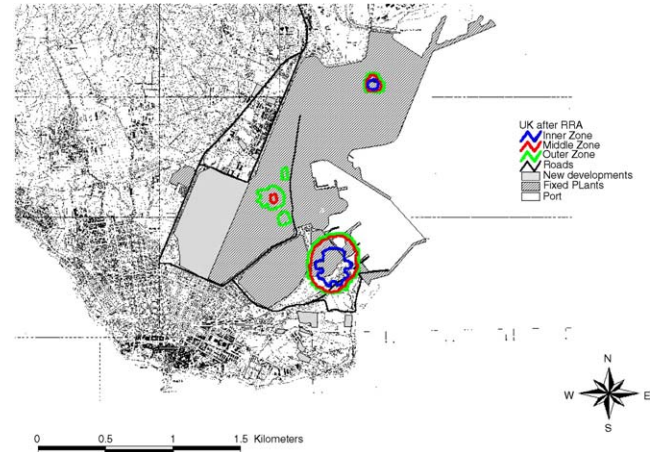 UK after RRA
Inner Zone
Middle Zone
Outer Zone
Roads
New developments
Fixed PLants
Port
N
W E
S
0 0.5 1 1.5 Kilometers